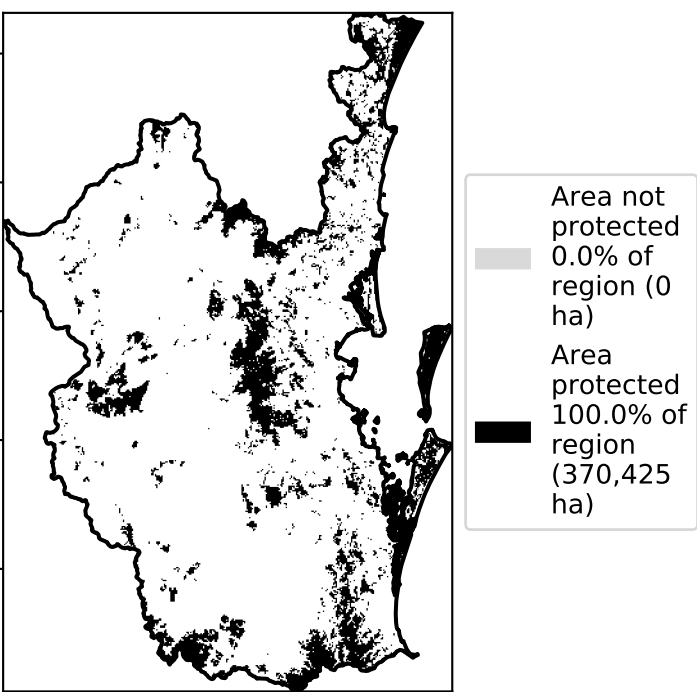 Area not
protected
0.0% of
region (0
ha)
Area
protected
100.0% of
region
(370,425
ha)